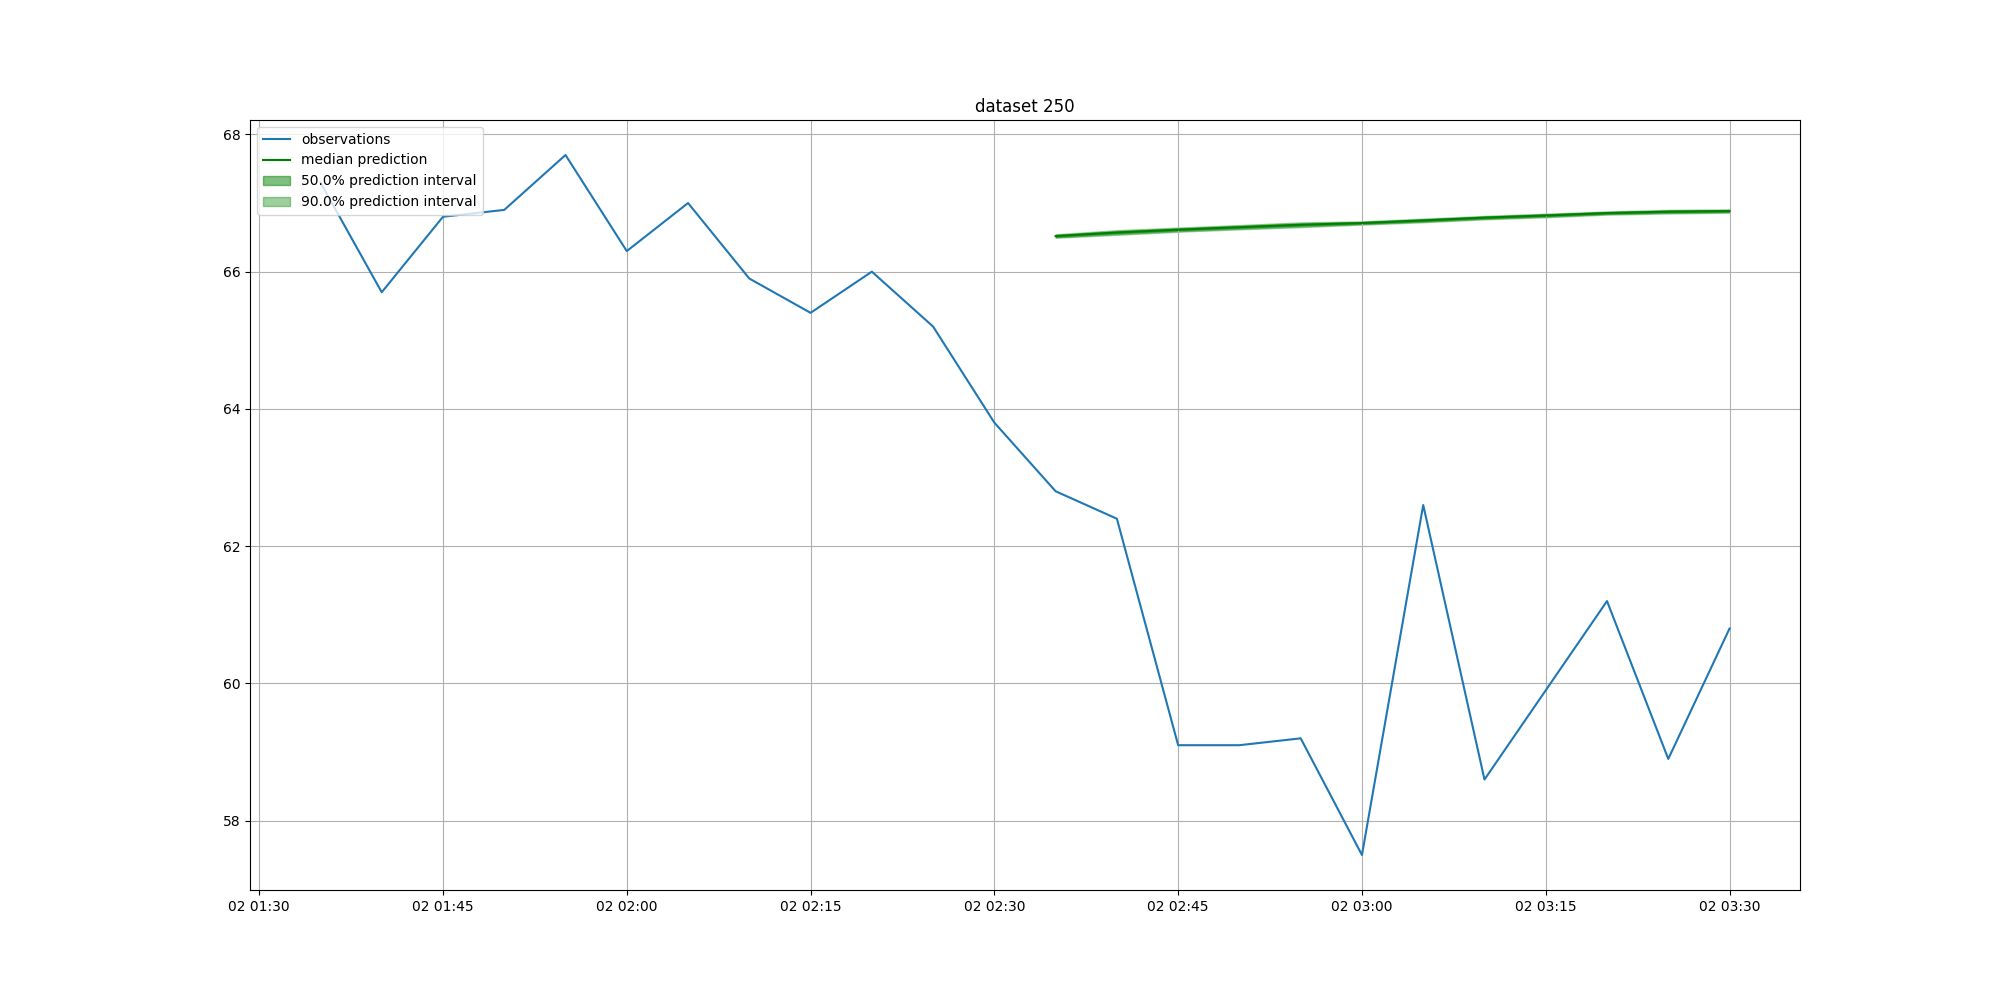 dataset 250
observations
median prediction
50.0% prediction interval
90.0% prediction interval
68
66
64
62
60
58
02 01:30 02 01:45 02 02:00 02 02:15 02 02:30 02 02:45 02 03:00 02 03:15 02 03:30